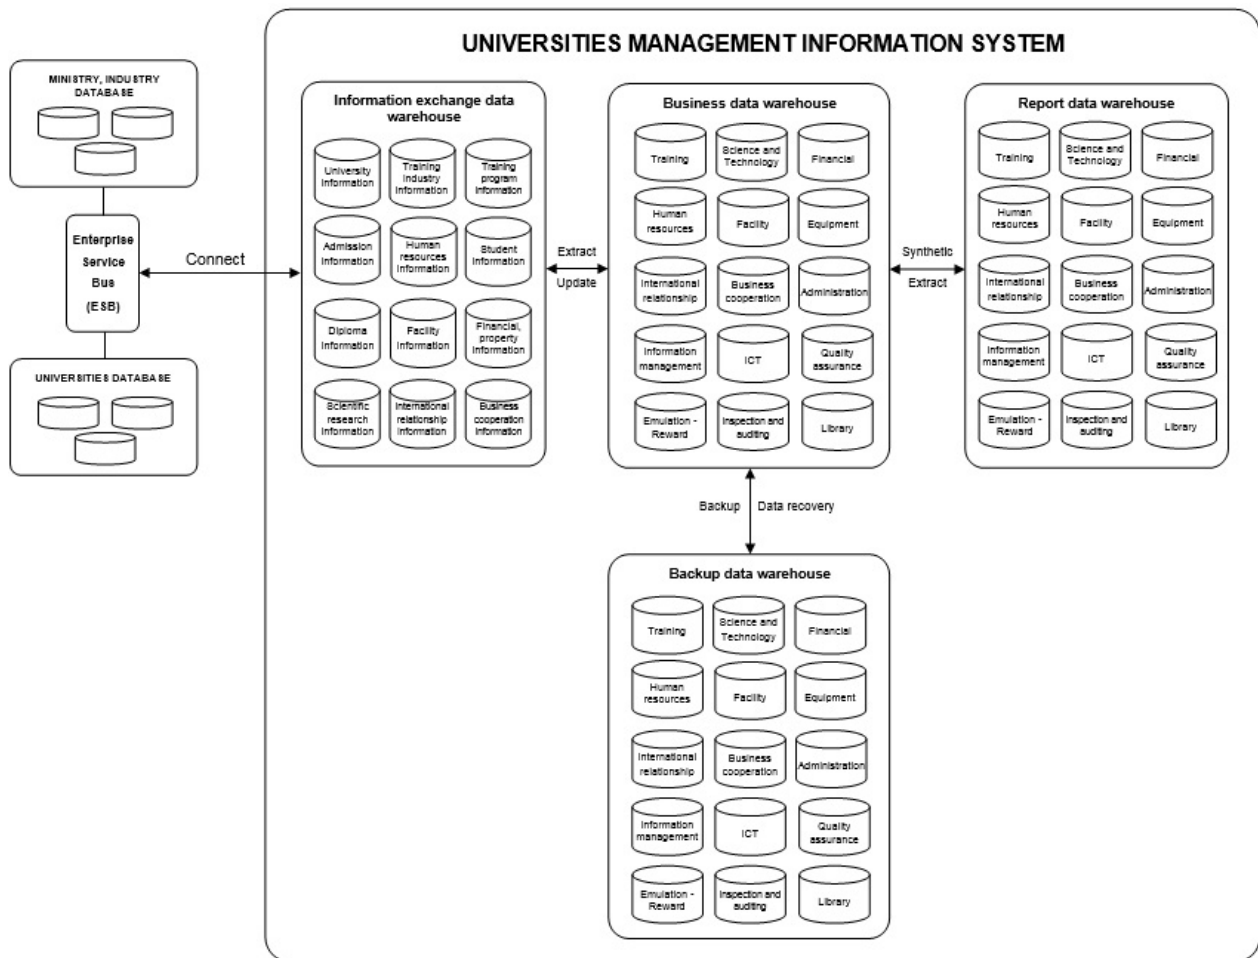 UNIVERSITIES MANAGEMENT INFORMATION SYSTEM
MINISTRY, INDUSTRY
DATABASE
Enterprise
Service
Bus
(ESB)
UNIVERSITIES DATABASE
Connect
Information exchange data
warehouse
University
information
Training
industry
information
Training
program
information
Admission
information
Human
resources
information
Student
information
Diploma
information
Facility
information
Financial,
property
information
Scientific
research
information
International
relationship
information
Business
cooperation
information
Extract
Update
Business data warehouse
Training
Science and
Technology
Financial
Human
resources
Facility
Equipment
International
relationship
Business
cooperation
Administration
Information
management
ICT
Quality
assurance
Emulation -
Reward
Inspection and
auditing
Library
Synthetic
Extract
Report data warehouse
Training
Science and
Technology
Financial
Human
resources
Facility
Equipment
International
relationship
Business
cooperation
Administration
Information
management
ICT
Quality
assurance
Emulation -
Reward
Inspection and
auditing
Library
Backup
Data recovery
Backup data warehouse
Training
Science and
Technology
Financial
Human
resources
Facility
Equipment
International
relationship
Business
cooperation
Administration
Information
management
ICT
Quality
assurance
Emulation -
Reward
Inspection and
auditing
Library